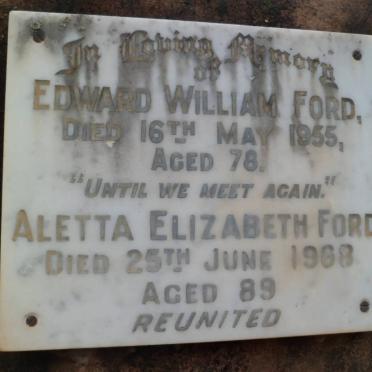 In Loving Memory
of
EDWARD WILLIAM FORD,
DIED 16TH MAY 1955,
AGED 78.
"UNTIL WE MEET AGAIN."
ALETTA ELIZABETH FORD
DIED 25TH JUNE 1968
AGED 89
REUNITED